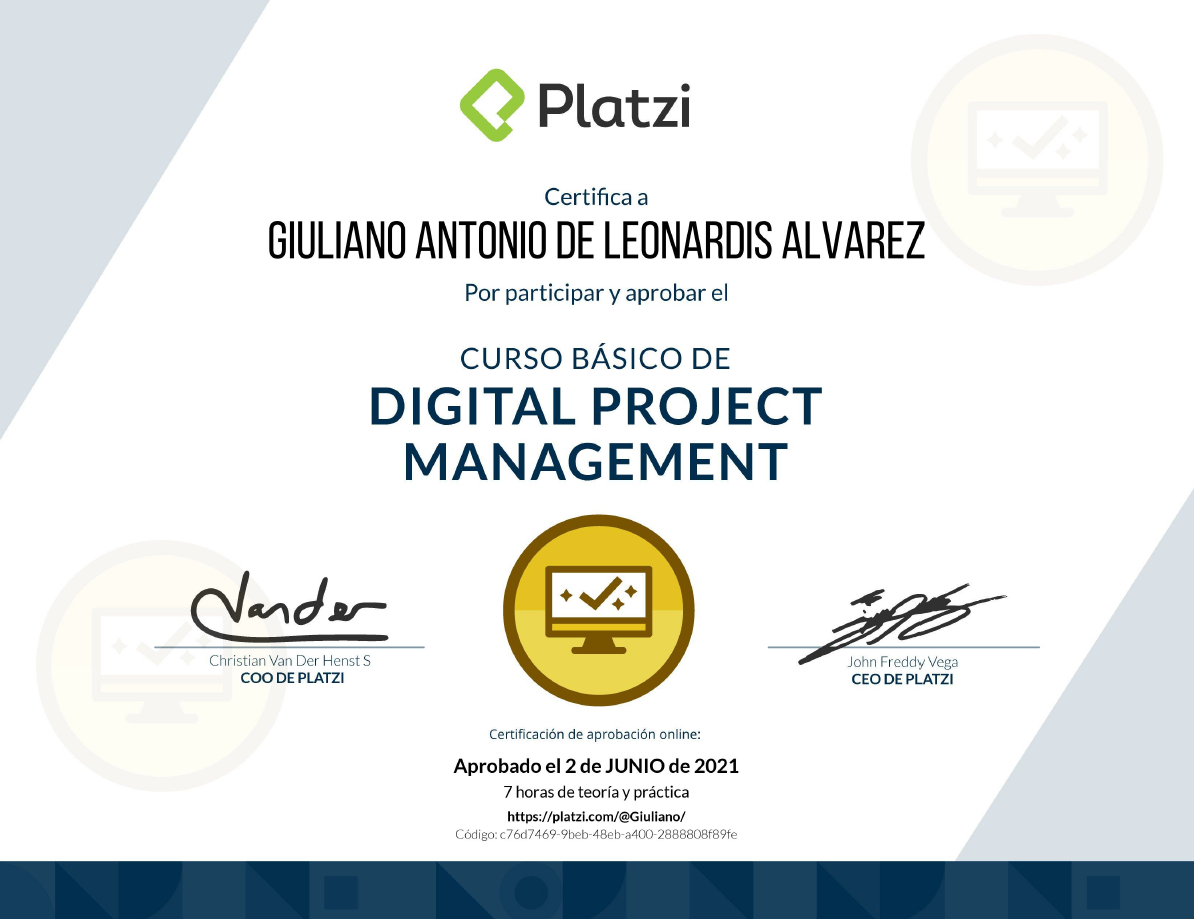 Platzi
Certifica a
GIULIANO ANTONIO DE LEONARDIS ALVAREZ
Por participar y aprobar el
CURSO BÁSICO DE
DIGITAL PROJECT
MANAGEMENT
Vander
Christian Van Der Henst S
COO DE PLATZI
John Freddy Vega
CEO DE PLATZI
Certificación de aprobación online:
Aprobado el 2 de JUNIO de 2021
7 horas de teoría y práctica
https://platzi.com/@Giuliano/
Código: c76d7469-9beb-48eb-a400-2888808f89fe